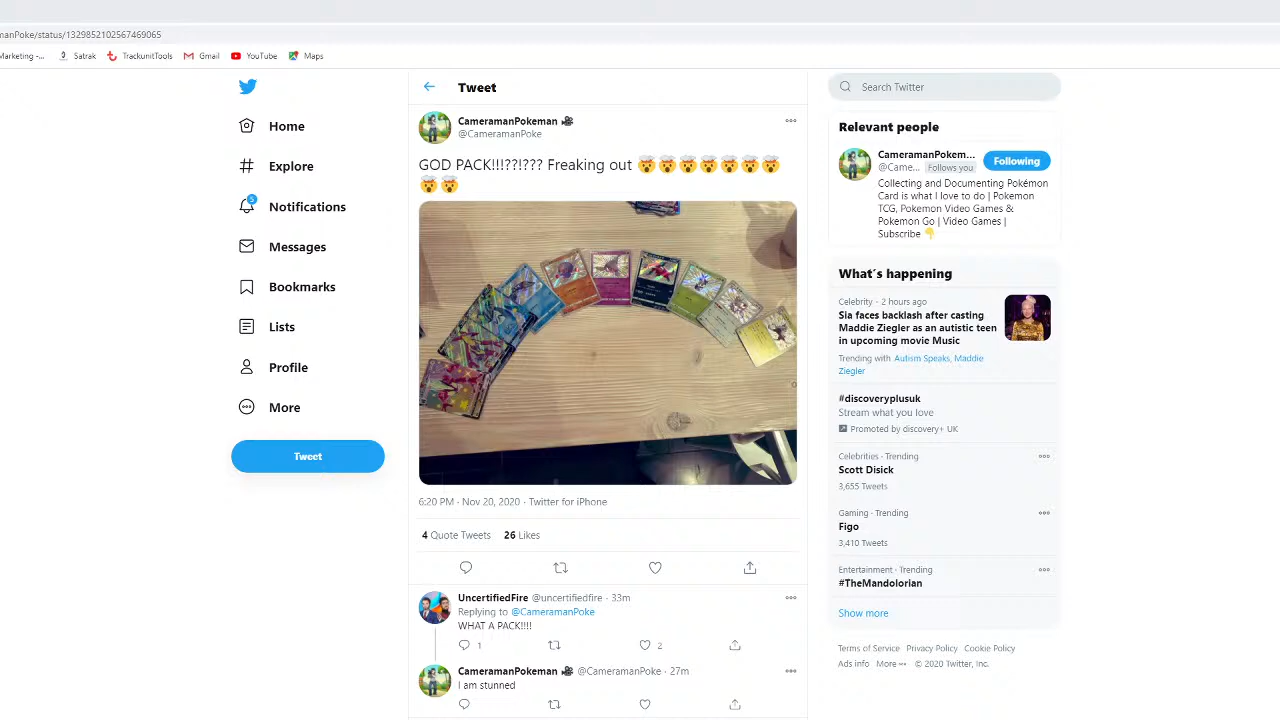 manPoke/status/1329852102567469065
Marketing -...
Satrak
TrackunitTools
Gmail
YouTube
Maps
Home
Explore
5
Notifications
Messages
Bookmarks
Lists
Profile
More
Tweet
Tweet
CameramanPokeman 🎥
@CameramanPoke
GOD PACK!!!??!??? Freaking out 🤯🤯🤯🤯🤯🤯🤯
🤯🤯
6:20 PM · Nov 20, 2020 · Twitter for iPhone
4 Quote Tweets 26 Likes
UncertifiedFire @uncertifiedfire · 33m
Replying to @CameramanPoke
WHAT A PACK!!!!
1
2
CameramanPokeman 🎥 @CameramanPoke · 27m
I am stunned
Search Twitter
Relevant people
CameramanPokem...
@Came... Follows you
Following
Collecting and Documenting Pokémon
Card is what I love to do | Pokemon
TCG, Pokemon Video Games &
Pokemon Go | Video Games |
Subscribe 👇
What's happening
Celebrity · 2 hours ago
Sia faces backlash after casting
Maddie Ziegler as an autistic teen
in upcoming movie Music
Trending with Autism Speaks, Maddie
Ziegler
#discoveryplusuk
Stream what you love
Promoted by discovery+ UK
Celebrities · Trending
Scott Disick
3,655 Tweets
Gaming · Trending
Figo
3,410 Tweets
Entertainment · Trending
#TheMandolorian
Show more
Terms of Service Privacy Policy Cookie Policy
Ads info More ··· © 2020 Twitter, Inc.